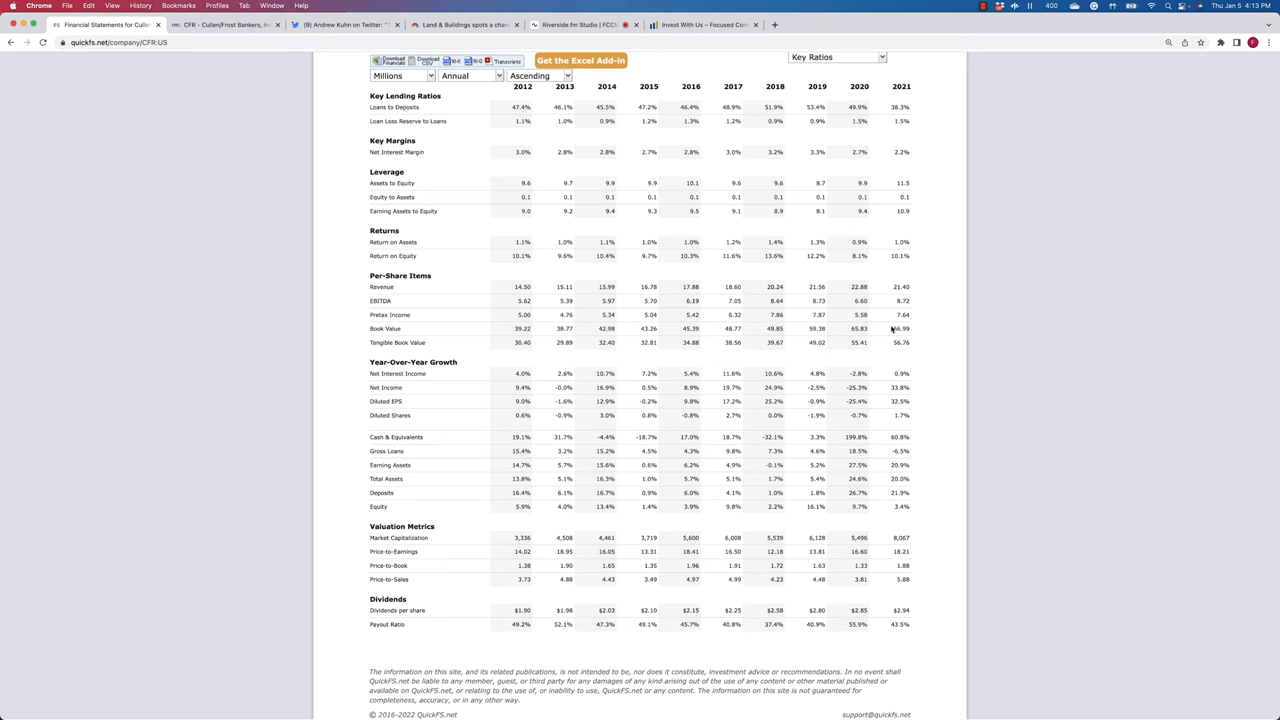 Chrome File Edit View History Bookmarks Profiles Tab Window Help 400 Thu Jan 5 4:13 PM
Financial Statements for Cullen CFR - Cullen/Frost Bankers, In (9) Andrew Kuhn on Twitter: " Land & Buildings spots a chan Riverside.fm Studio | FCCM Invest With Us – Focused Com
quickfs.net/company/CFR:US
Download Financials Download CSV 10-K 10-Q Transcripts Get the Excel Add-in Key Ratios
Millions Annual Ascending
2012 2013 2014 2015 2016 2017 2018 2019 2020 2021
Key Lending Ratios
Loans to Deposits 47.4% 46.1% 45.5% 47.2% 46.4% 48.9% 51.9% 53.4% 49.9% 38.3%
Loan Loss Reserve to Loans 1.1% 1.0% 0.9% 1.2% 1.3% 1.2% 0.9% 0.9% 1.5% 1.5%
Key Margins
Net Interest Margin 3.0% 2.8% 2.8% 2.7% 2.8% 3.0% 3.2% 3.3% 2.7% 2.2%
Leverage
Assets to Equity 9.6 9.7 9.9 9.9 10.1 9.6 9.6 8.7 9.9 11.5
Equity to Assets 0.1 0.1 0.1 0.1 0.1 0.1 0.1 0.1 0.1 0.1
Earning Assets to Equity 9.0 9.2 9.4 9.3 9.5 9.1 8.9 8.1 9.4 10.9
Returns
Return on Assets 1.1% 1.0% 1.1% 1.0% 1.0% 1.2% 1.4% 1.3% 0.9% 1.0%
Return on Equity 10.1% 9.6% 10.4% 9.7% 10.3% 11.6% 13.6% 12.2% 8.1% 10.1%
Per-Share Items
Revenue 14.50 15.11 15.99 16.78 17.88 18.60 20.24 21.56 22.88 21.40
EBITDA 5.62 5.39 5.97 5.70 6.19 7.05 8.64 8.73 6.60 8.72
Pretax Income 5.00 4.76 5.34 5.04 5.42 6.32 7.86 7.87 5.58 7.64
Book Value 39.22 38.77 42.98 43.26 45.39 48.77 49.85 59.38 65.83
Tangible Book Value 30.40 29.89 32.40 32.81 34.88 38.56 39.67 49.02 55.41 56.76
Year-Over-Year Growth
Net Interest Income 4.0% 2.6% 10.7% 7.2% 5.4% 11.6% 10.6% 4.8% -2.8% 0.9%
Net Income 9.4% -0.0% 16.9% 0.5% 8.9% 19.7% 24.9% -2.5% -25.3% 33.8%
Diluted EPS 9.0% -1.6% 12.9% -0.2% 9.8% 17.2% 25.2% -0.9% -25.4% 32.5%
Diluted Shares 0.6% -0.9% 3.0% 0.8% -0.8% 2.7% 0.0% -1.9% -0.7% 1.7%
Cash & Equivalents 19.1% 31.7% -4.4% -18.7% 17.0% 18.7% -32.1% 3.3% 199.8% 60.8%
Gross Loans 15.4% 3.2% 15.2% 4.5% 4.3% 9.8% 7.3% 4.6% 18.5% -6.5%
Earning Assets 14.7% 5.7% 15.6% 0.6% 6.2% 4.9% -0.1% 5.2% 27.5% 20.9%
Total Assets 13.8% 5.1% 16.3% 1.0% 5.7% 5.1% 1.7% 5.4% 24.6% 20.0%
Deposits 16.4% 6.1% 16.7% 0.9% 6.0% 4.1% 1.0% 1.8% 26.7% 21.9%
Equity 5.9% 4.0% 13.4% 1.4% 3.9% 9.8% 2.2% 16.1% 9.7% 3.4%
Valuation Metrics
Market Capitalization 3,336 4,508 4,461 3,719 5,600 6,008 5,539 6,128 5,496 8,067
Price-to-Earnings 14.02 18.95 16.05 13.31 18.41 16.50 12.18 13.81 16.60 18.21
Price-to-Book 1.38 1.90 1.65 1.35 1.96 1.91 1.72 1.63 1.33 1.88
Price-to-Sales 3.73 4.88 4.43 3.49 4.97 4.99 4.23 4.48 3.81 5.88
Dividends
Dividends per share $1.90 $1.98 $2.03 $2.10 $2.15 $2.25 $2.58 $2.80 $2.85 $2.94
Payout Ratio 49.2% 52.1% 47.3% 49.1% 45.7% 40.8% 37.4% 40.9% 55.9% 43.5%
The information on this site, and its related publications, is not intended to be, nor does it constitute, investment advice or recommendations. In no event shall
QuickFS.net be liable to any member, guest, or third party for any damages of any kind arising out of the use of any content or other material published or
available on QuickFS.net, or relating to the use of, or inability to use, QuickFS.net or any content. The information on this site is not guaranteed for
completeness, accuracy, or in any other way.
© 2016-2022 QuickFS.net support@quickfs.net